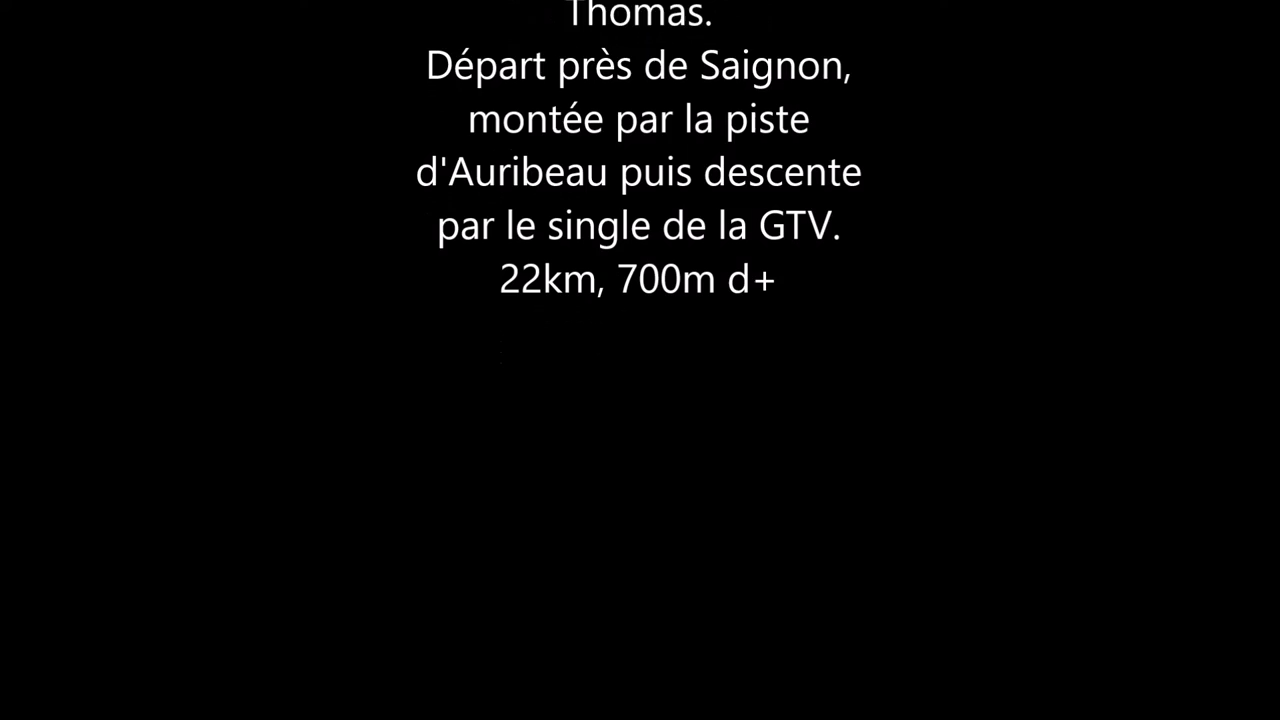 Thomas.
Départ près de Saignon,
montée par la piste
d'Auribeau puis descente
par le single de la GTV.
22km, 700m d+